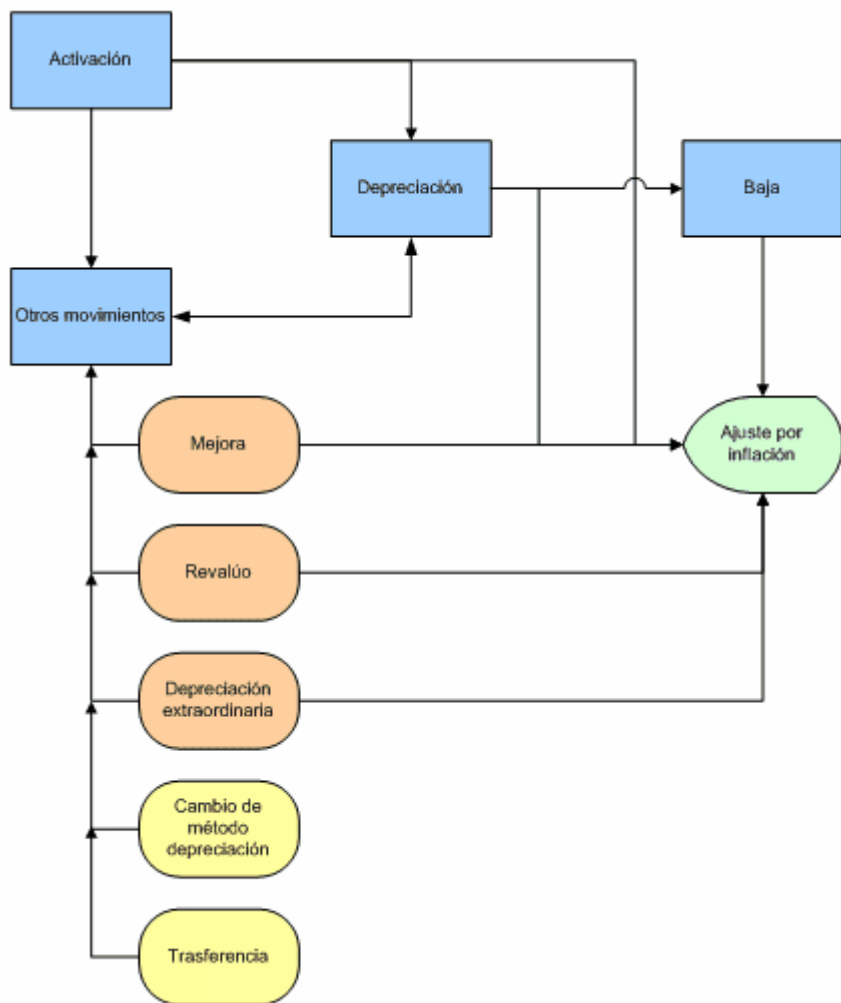 Activación
Depreciación
Baja
Otros movimientos
Mejora
Ajuste por
inflación
Revalúo
Depreciación
extraordinaria
Cambio de
método
depreciación
Trasferencia